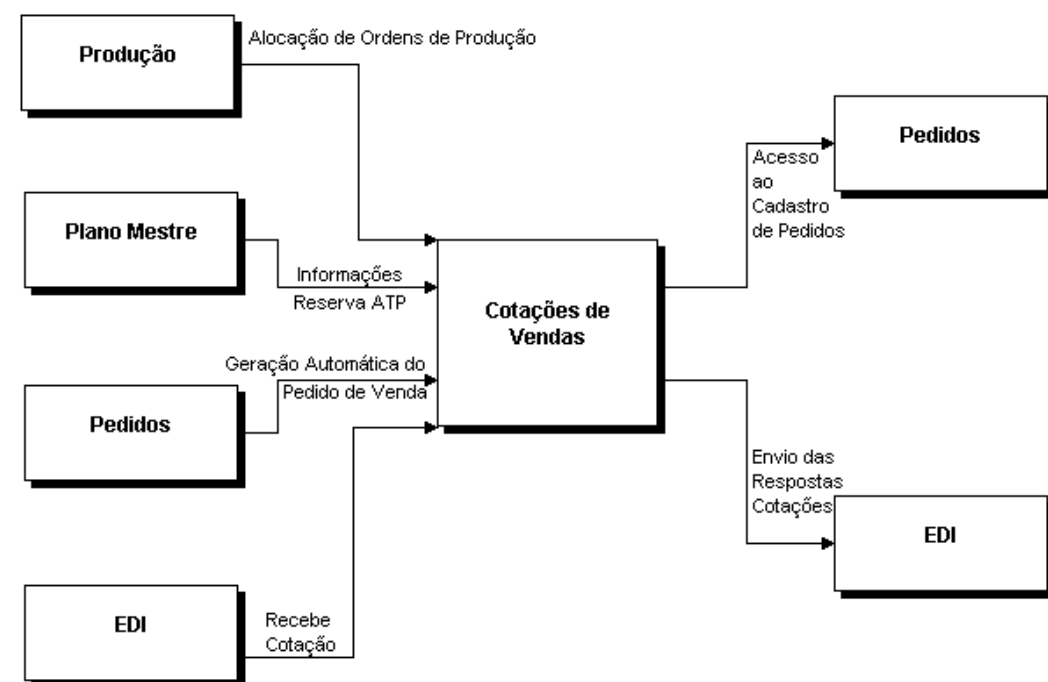 Produção
Alocação de Ordens de Produção
Pedidos
Acesso
ao
Cadastro
de Pedidos
Plano Mestre
Informações
Reserva ATP
Cotações de
Vendas
Geração Automática do
Pedido de Venda
Pedidos
Envio das
Respostas
Cotações
EDI
EDI
Recebe
Cotação